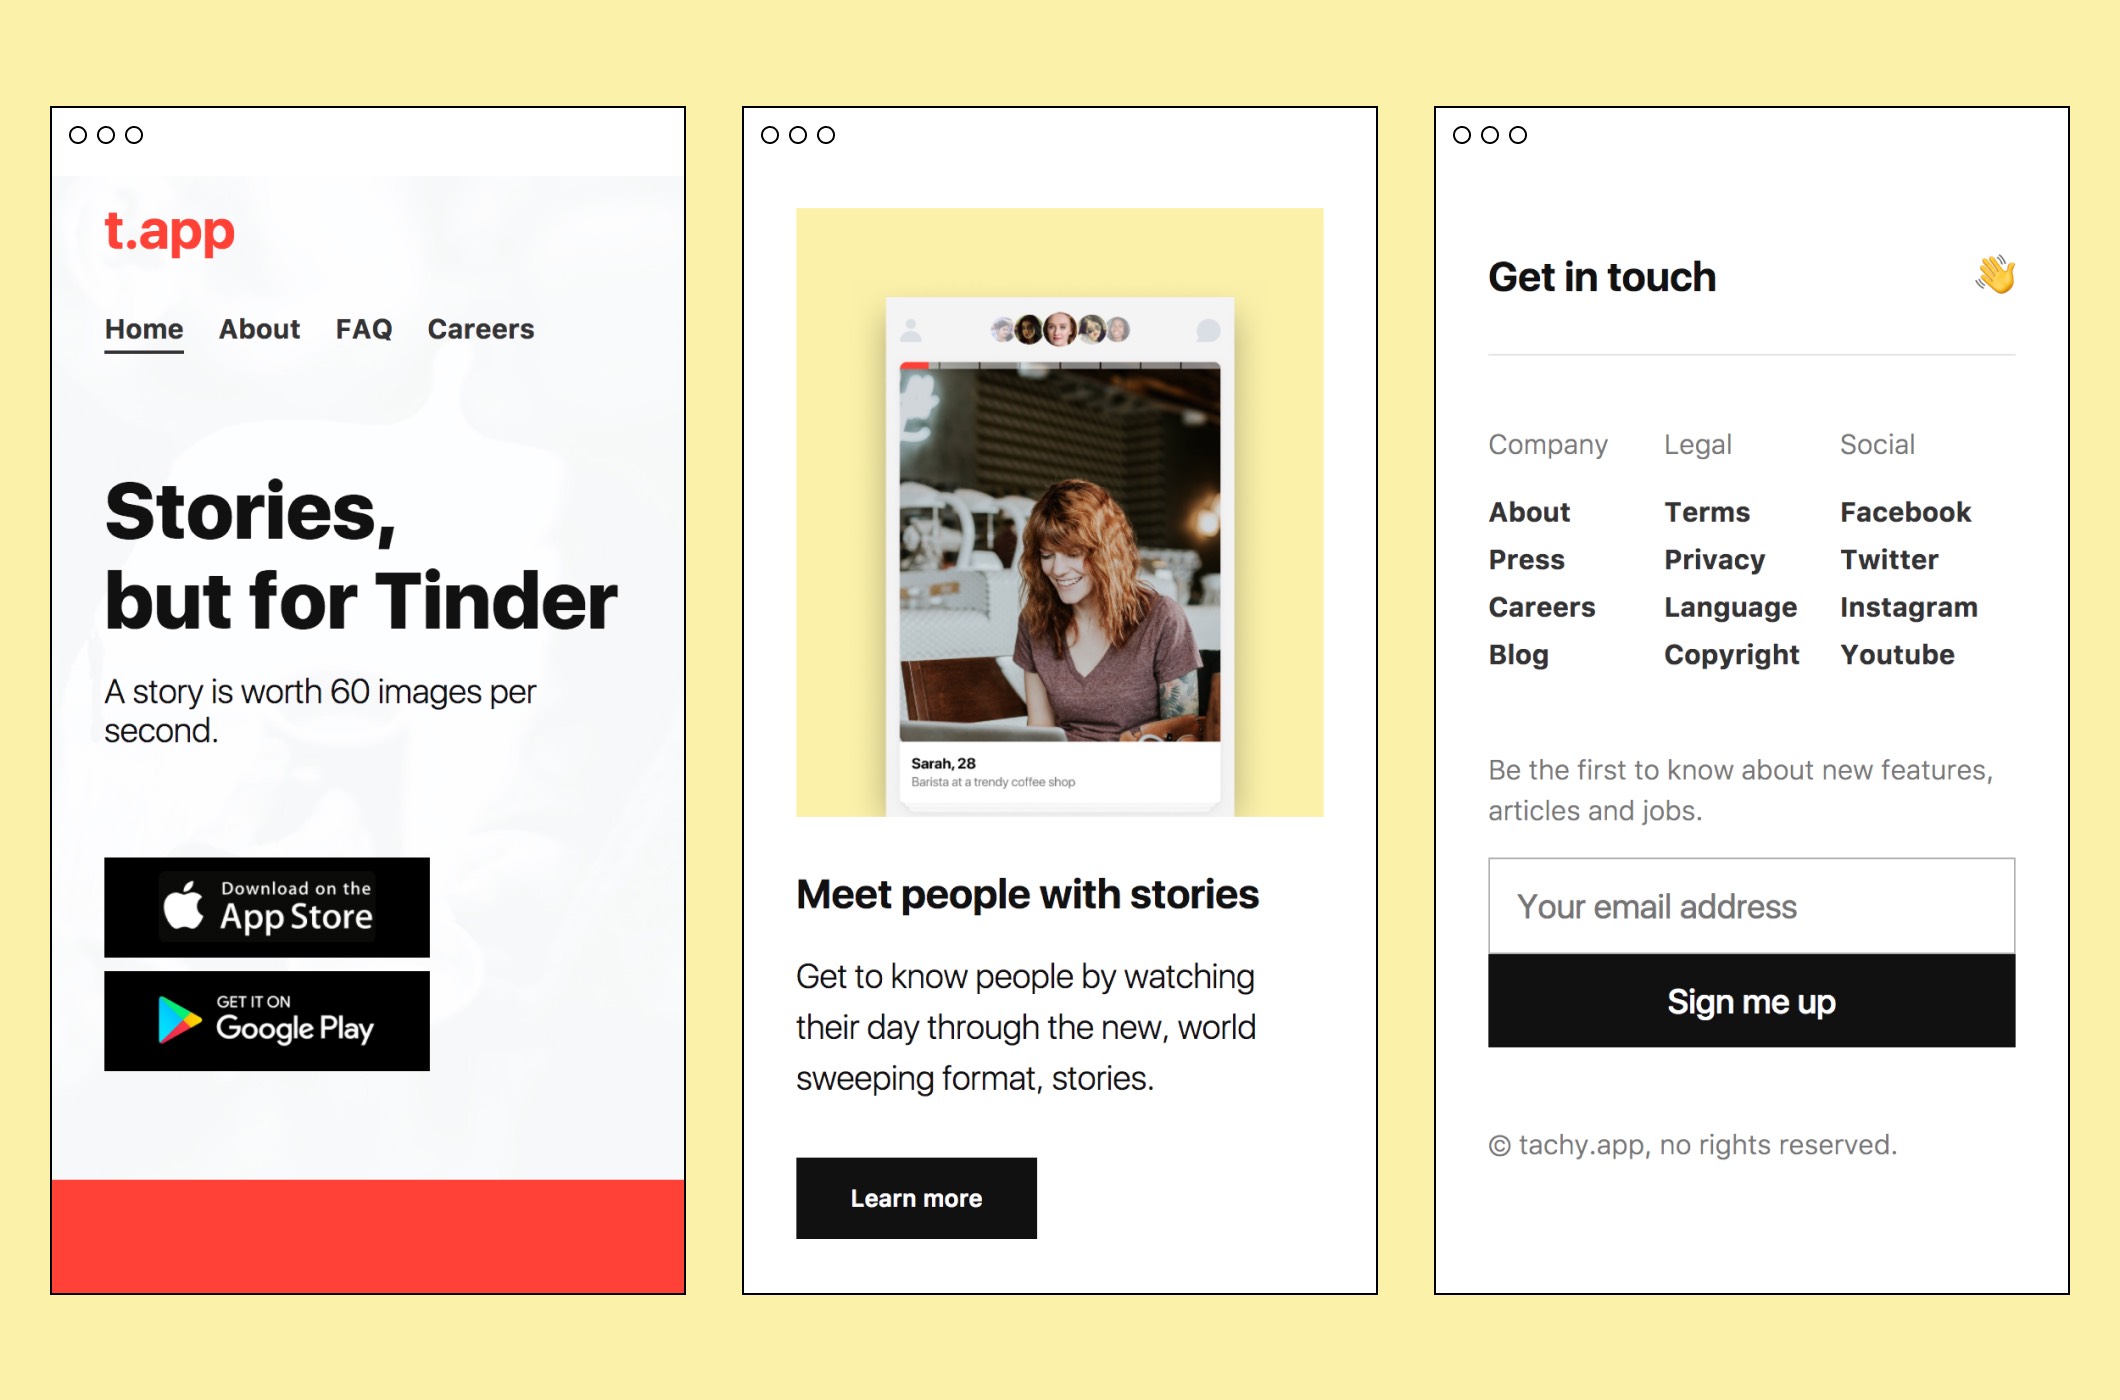 t.app
Home About FAQ Careers
Stories,
but for Tinder
A story is worth 60 images per
second.
Download on the
App Store
GET IT ON
Google Play
Sarah, 28
Barista at a trendy coffee shop
Meet people with stories
Get to know people by watching
their day through the new, world
sweeping format, stories.
Learn more
Get in touch
Company Legal Social
About Terms Facebook
Press Privacy Twitter
Careers Language Instagram
Blog Copyright Youtube
Be the first to know about new features,
articles and jobs.
Your email address
Sign me up
© tachy.app, no rights reserved.